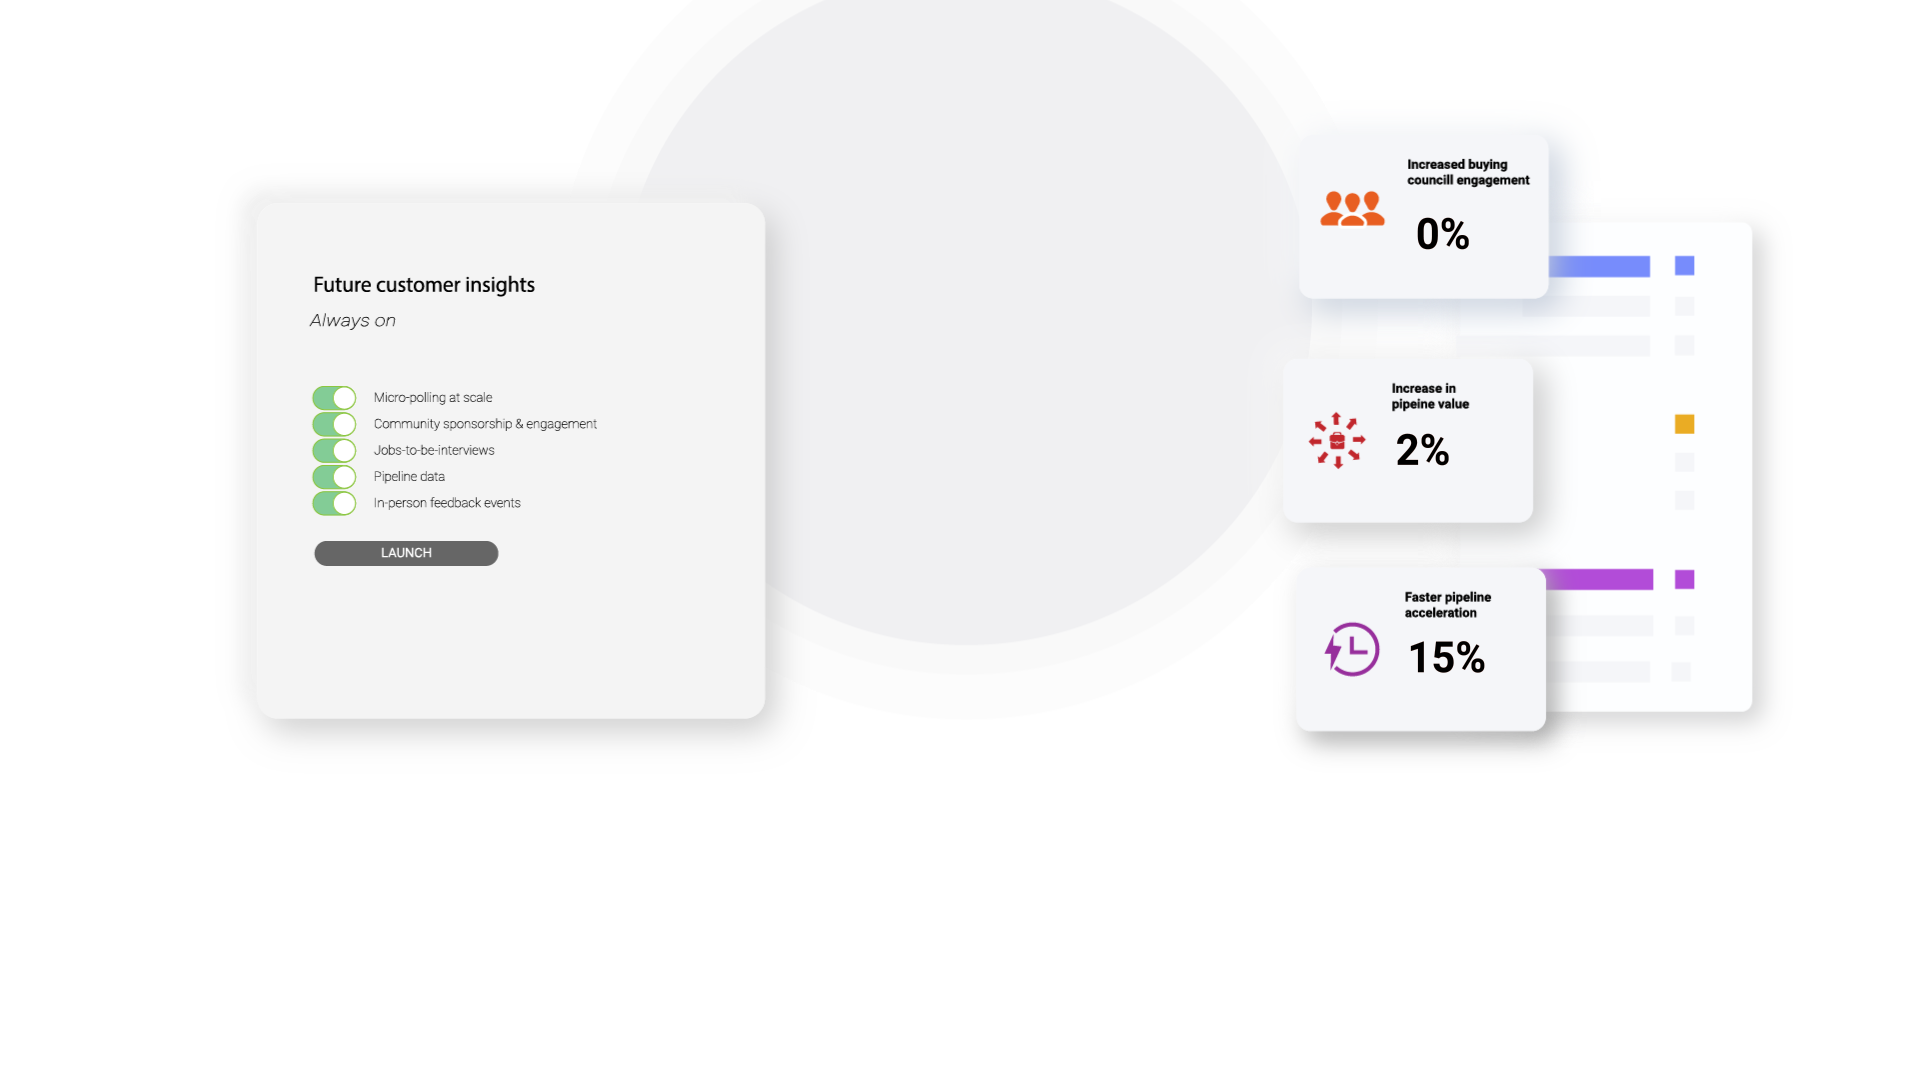 Future customer insights
Always on
Micro-polling at scale
Community sponsorship & engagement
Jobs-to-be-interviews
Pipeline data
In-person feedback events
LAUNCH
Increased buying
councill engagement
0%
Increase in
pipeine value
2%
Faster pipeline
acceleration
15%